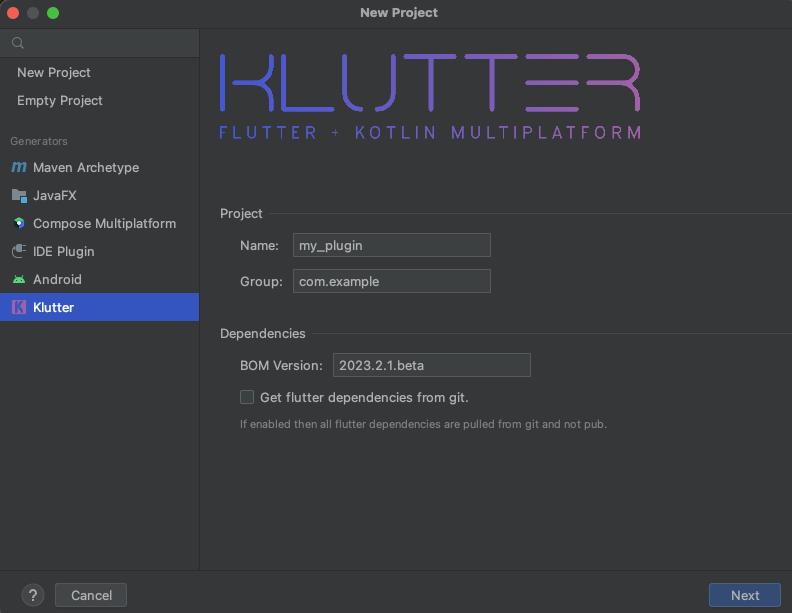 New Project
New Project
Empty Project
Generators
m Maven Archetype
JavaFX
Compose Multiplatform
IDE Plugin
Android
K Klutter
KLUTTER
FLUTTER + KOTLIN MULTIPLATFORM
Project
Name: my_plugin
Group: com.example
Dependencies
BOM Version: 2023.2.1.beta
Get flutter dependencies from git.
If enabled then all flutter dependencies are pulled from git and not pub.
? Cancel Next